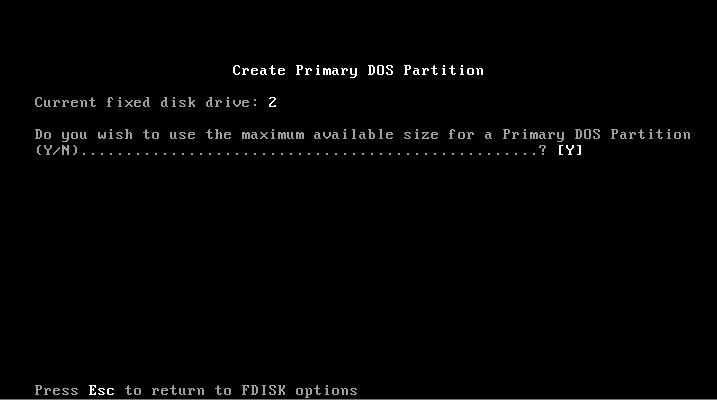 Create Primary DOS Partition
Current fixed disk drive: 2
Do you wish to use the maximum available size for a Primary DOS Partition
(Y/N)...................................................? [Y]
Press Esc to return to FDISK options